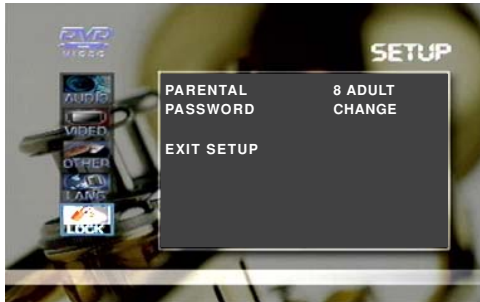 DVD
VIDEO
SETUP
AUDIO
VIDEO
OTHER
LANG
LOCK
PARENTAL 8 ADULT
PASSWORD CHANGE
EXIT SETUP